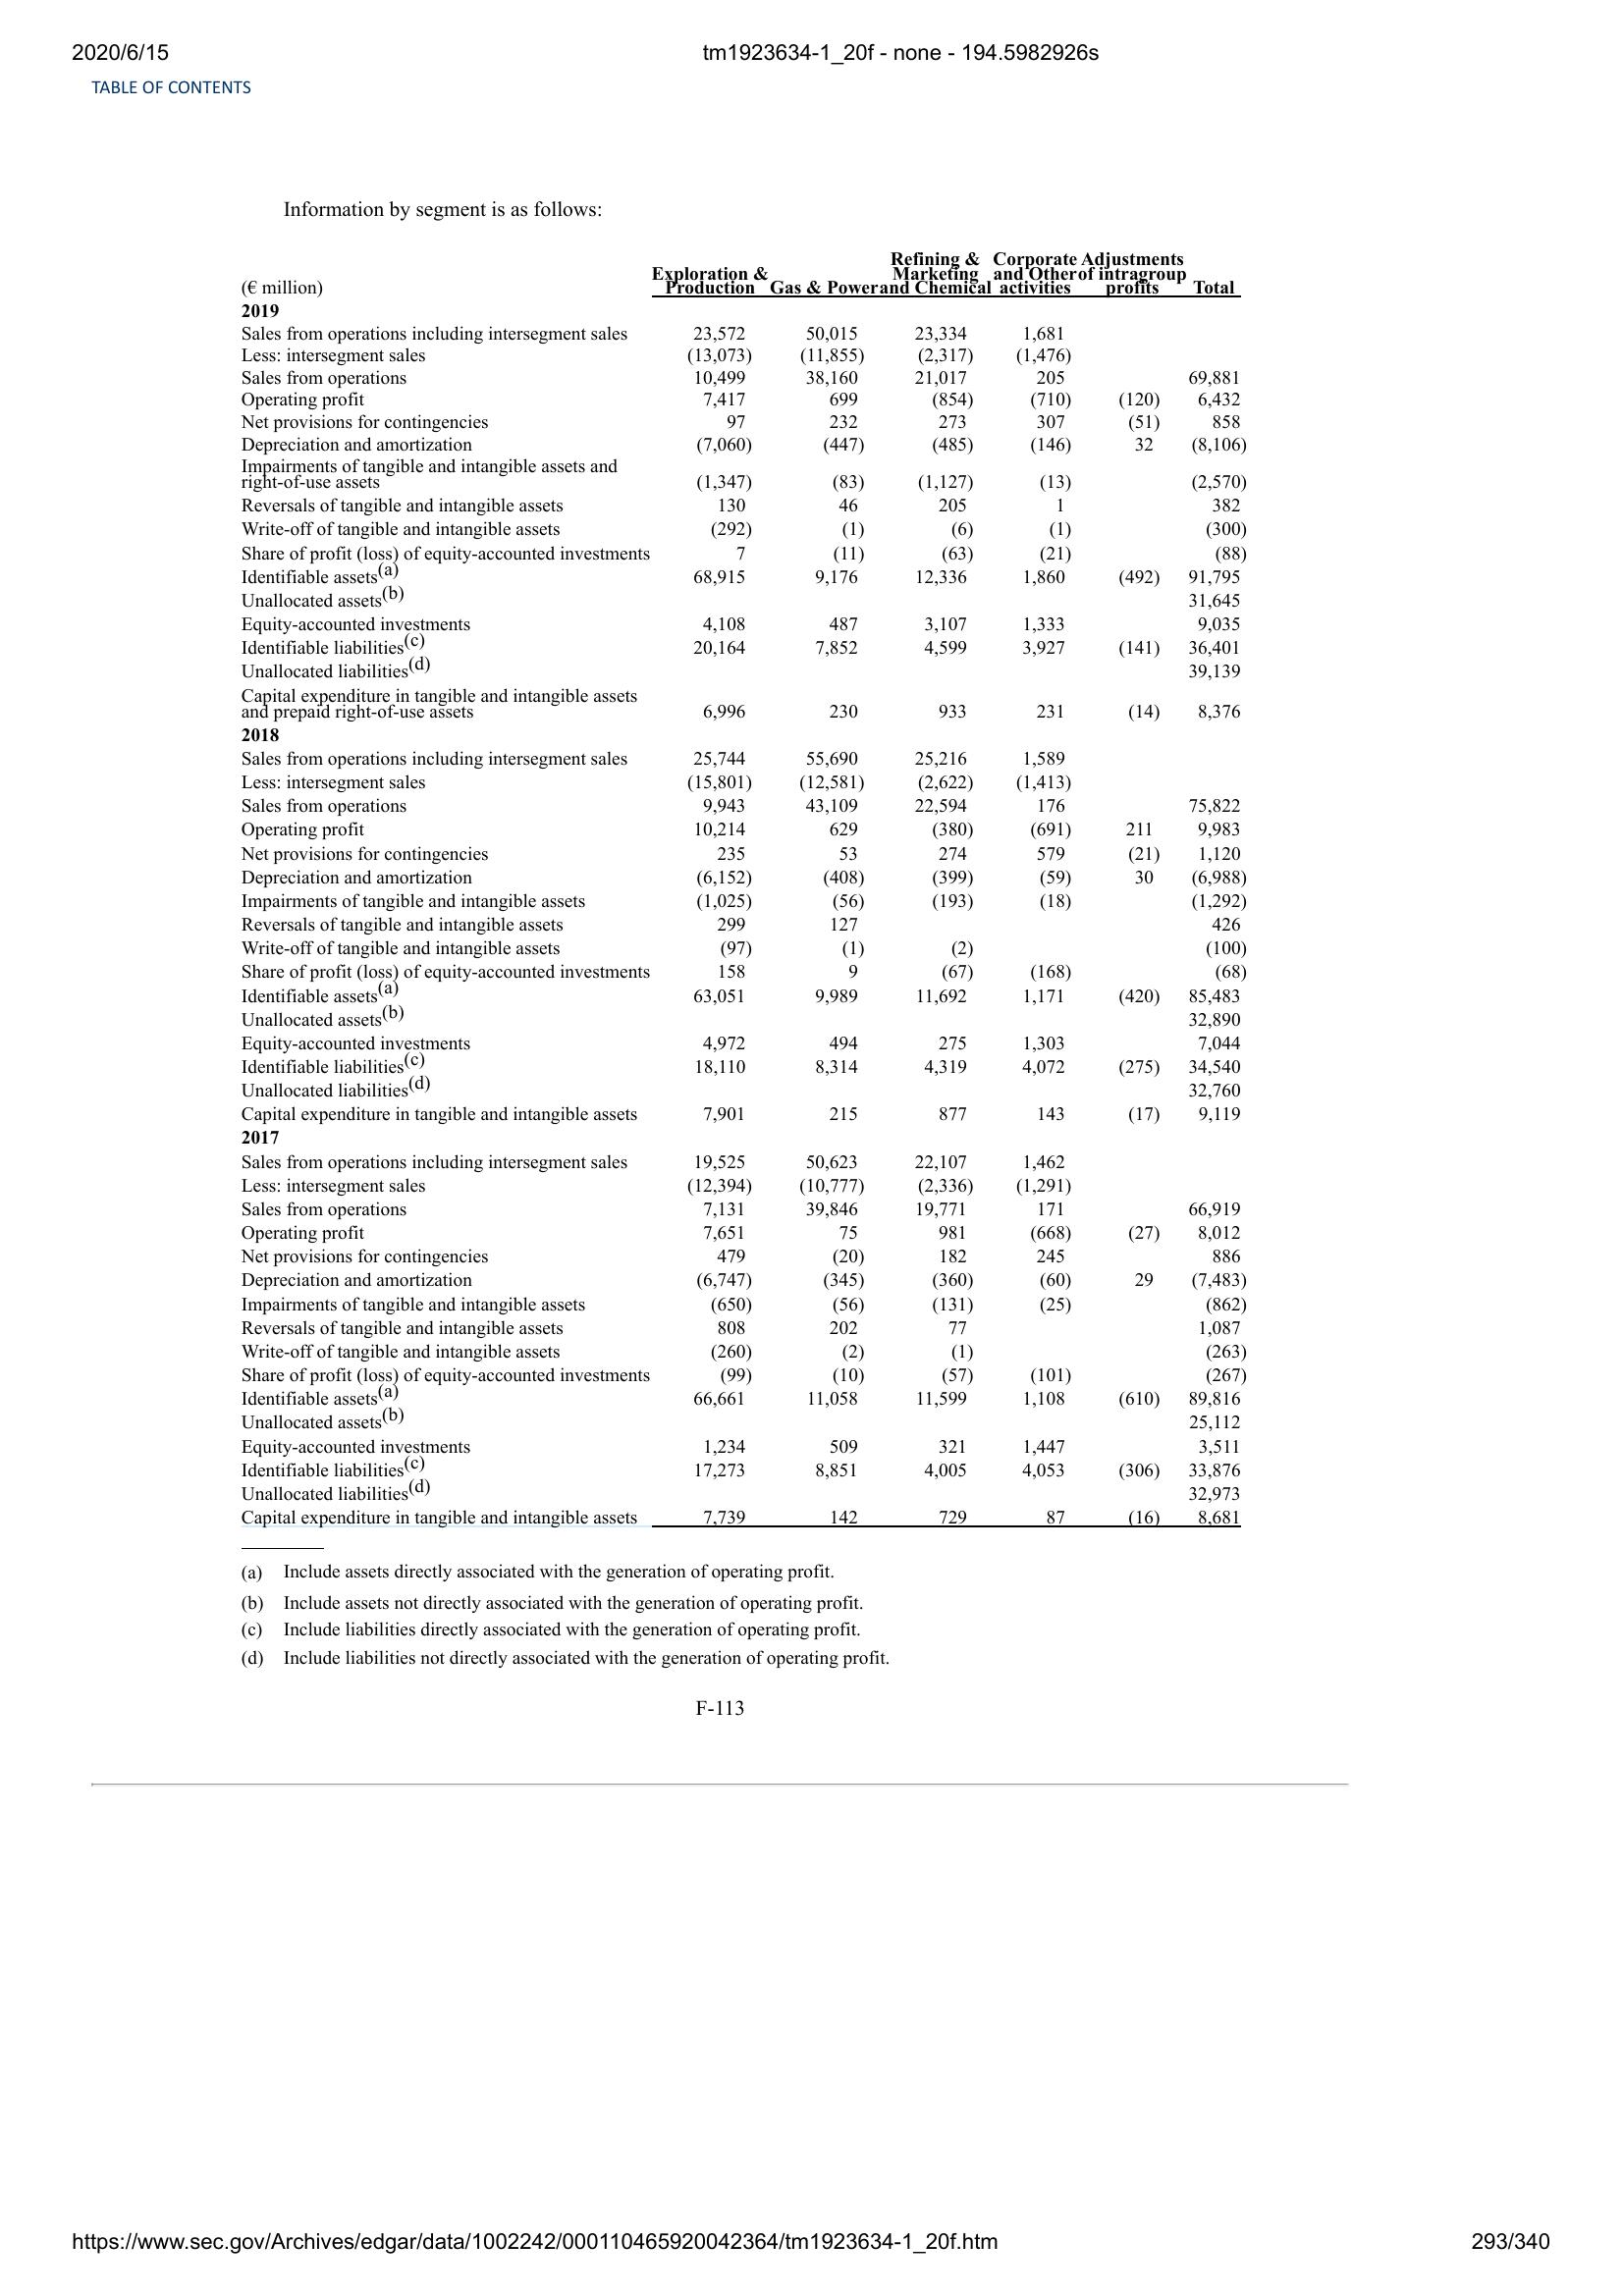 2020/6/15 tm1923634-1_20f - none - 194.5982926s
TABLE OF CONTENTS
Information by segment is as follows:
(€ million) Exploration & Production Gas & Power Refining & Marketing and Chemical Corporate and Other activities Adjustments of intragroup profits Total
2019
Sales from operations including intersegment sales 23,572 50,015 23,334 1,681
Less: intersegment sales (13,073) (11,855) (2,317) (1,476)
Sales from operations 10,499 38,160 21,017 205 69,881
Operating profit 7,417 699 (854) (710) (120) 6,432
Net provisions for contingencies 97 232 273 307 (51) 858
Depreciation and amortization (7,060) (447) (485) (146) 32 (8,106)
Impairments of tangible and intangible assets and
right-of-use assets (1,347) (83) (1,127) (13) (2,570)
Reversals of tangible and intangible assets 130 46 205 1 382
Write-off of tangible and intangible assets (292) (1) (6) (1) (300)
Share of profit (loss) of equity-accounted investments 7 (11) (63) (21) (88)
Identifiable assets(a) 68,915 9,176 12,336 1,860 (492) 91,795
Unallocated assets(b) 31,645
Equity-accounted investments 4,108 487 3,107 1,333 9,035
Identifiable liabilities(c) 20,164 7,852 4,599 3,927 (141) 36,401
Unallocated liabilities(d) 39,139
Capital expenditure in tangible and intangible assets
and prepaid right-of-use assets 6,996 230 933 231 (14) 8,376
2018
Sales from operations including intersegment sales 25,744 55,690 25,216 1,589
Less: intersegment sales (15,801) (12,581) (2,622) (1,413)
Sales from operations 9,943 43,109 22,594 176 75,822
Operating profit 10,214 629 (380) (691) 211 9,983
Net provisions for contingencies 235 53 274 579 (21) 1,120
Depreciation and amortization (6,152) (408) (399) (59) 30 (6,988)
Impairments of tangible and intangible assets (1,025) (56) (193) (18) (1,292)
Reversals of tangible and intangible assets 299 127 426
Write-off of tangible and intangible assets (97) (1) (2) (100)
Share of profit (loss) of equity-accounted investments 158 9 (67) (168) (68)
Identifiable assets(a) 63,051 9,989 11,692 1,171 (420) 85,483
Unallocated assets(b) 32,890
Equity-accounted investments 4,972 494 275 1,303 7,044
Identifiable liabilities(c) 18,110 8,314 4,319 4,072 (275) 34,540
Unallocated liabilities(d) 32,760
Capital expenditure in tangible and intangible assets 7,901 215 877 143 (17) 9,119
2017
Sales from operations including intersegment sales 19,525 50,623 22,107 1,462
Less: intersegment sales (12,394) (10,777) (2,336) (1,291)
Sales from operations 7,131 39,846 19,771 171 66,919
Operating profit 7,651 75 981 (668) (27) 8,012
Net provisions for contingencies 479 (20) 182 245 886
Depreciation and amortization (6,747) (345) (360) (60) 29 (7,483)
Impairments of tangible and intangible assets (650) (56) (131) (25) (862)
Reversals of tangible and intangible assets 808 202 77 1,087
Write-off of tangible and intangible assets (260) (2) (1) (263)
Share of profit (loss) of equity-accounted investments (99) (10) (57) (101) (267)
Identifiable assets(a) 66,661 11,058 11,599 1,108 (610) 89,816
Unallocated assets(b) 25,112
Equity-accounted investments 1,234 509 321 1,447 3,511
Identifiable liabilities(c) 17,273 8,851 4,005 4,053 (306) 33,876
Unallocated liabilities(d) 32,973
Capital expenditure in tangible and intangible assets 7,739 142 729 87 (16) 8,681
(a) Include assets directly associated with the generation of operating profit.
(b) Include assets not directly associated with the generation of operating profit.
(c) Include liabilities directly associated with the generation of operating profit.
(d) Include liabilities not directly associated with the generation of operating profit.
F-113
https://www.sec.gov/Archives/edgar/data/1002242/000110465920042364/tm1923634-1_20f.htm 293/340